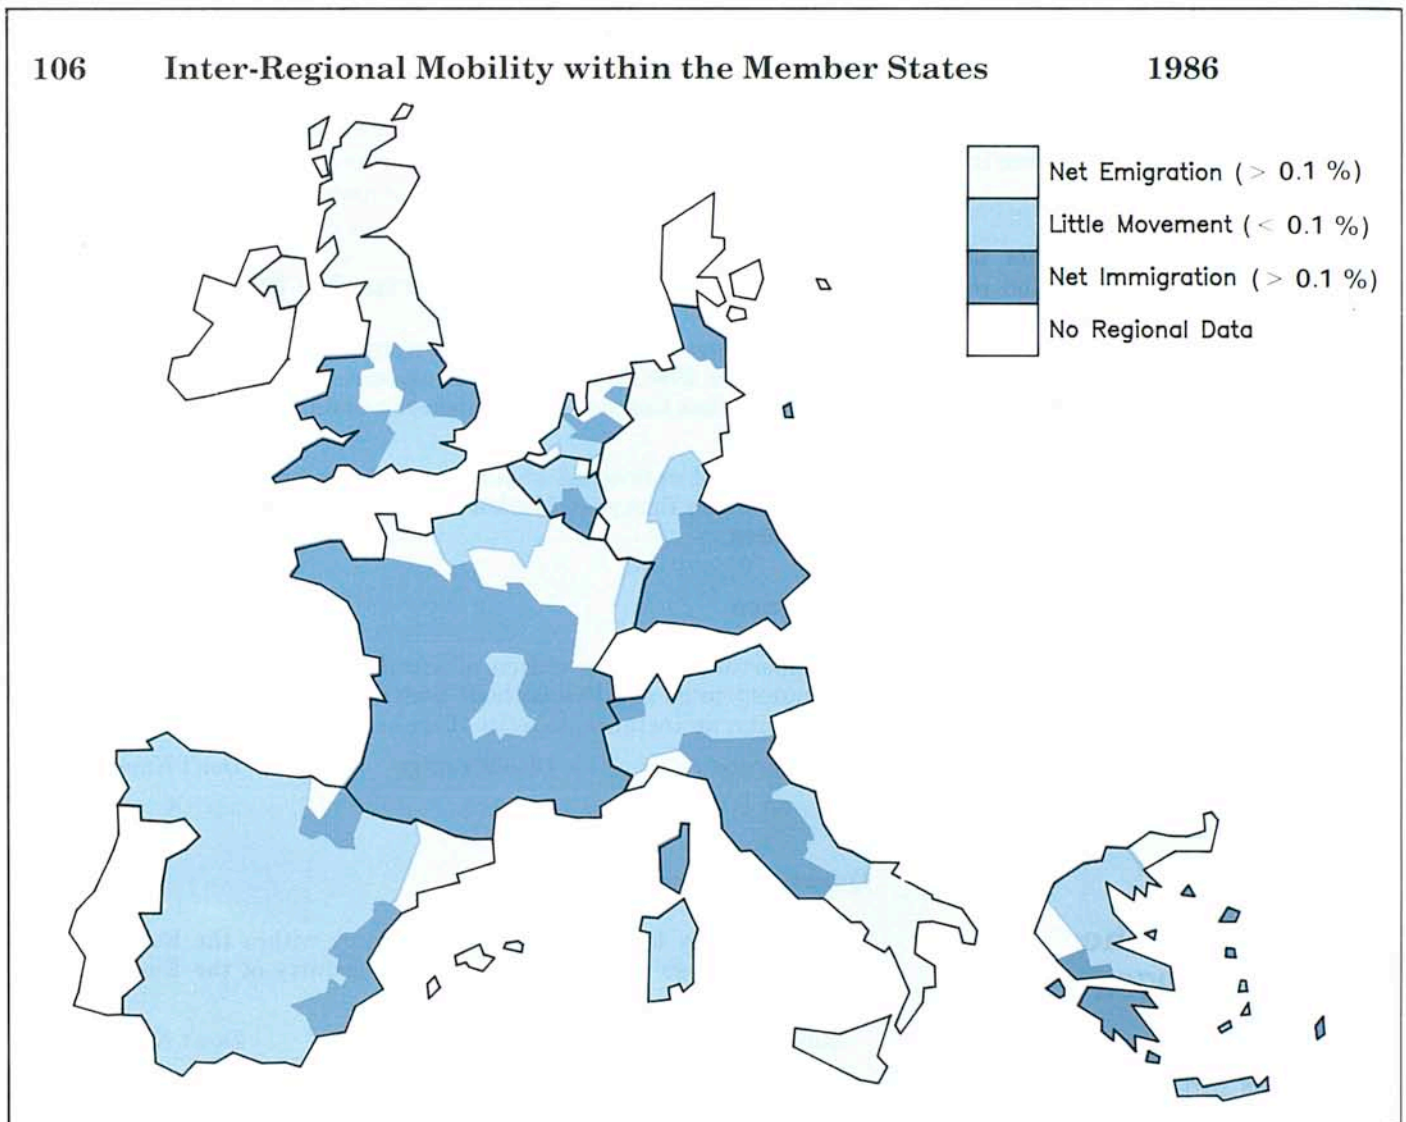 106 Inter-Regional Mobility within the Member States 1986
Net Emigration ( > 0.1 %)
Little Movement ( < 0.1 %)
Net Immigration ( > 0.1 %)
No Regional Data